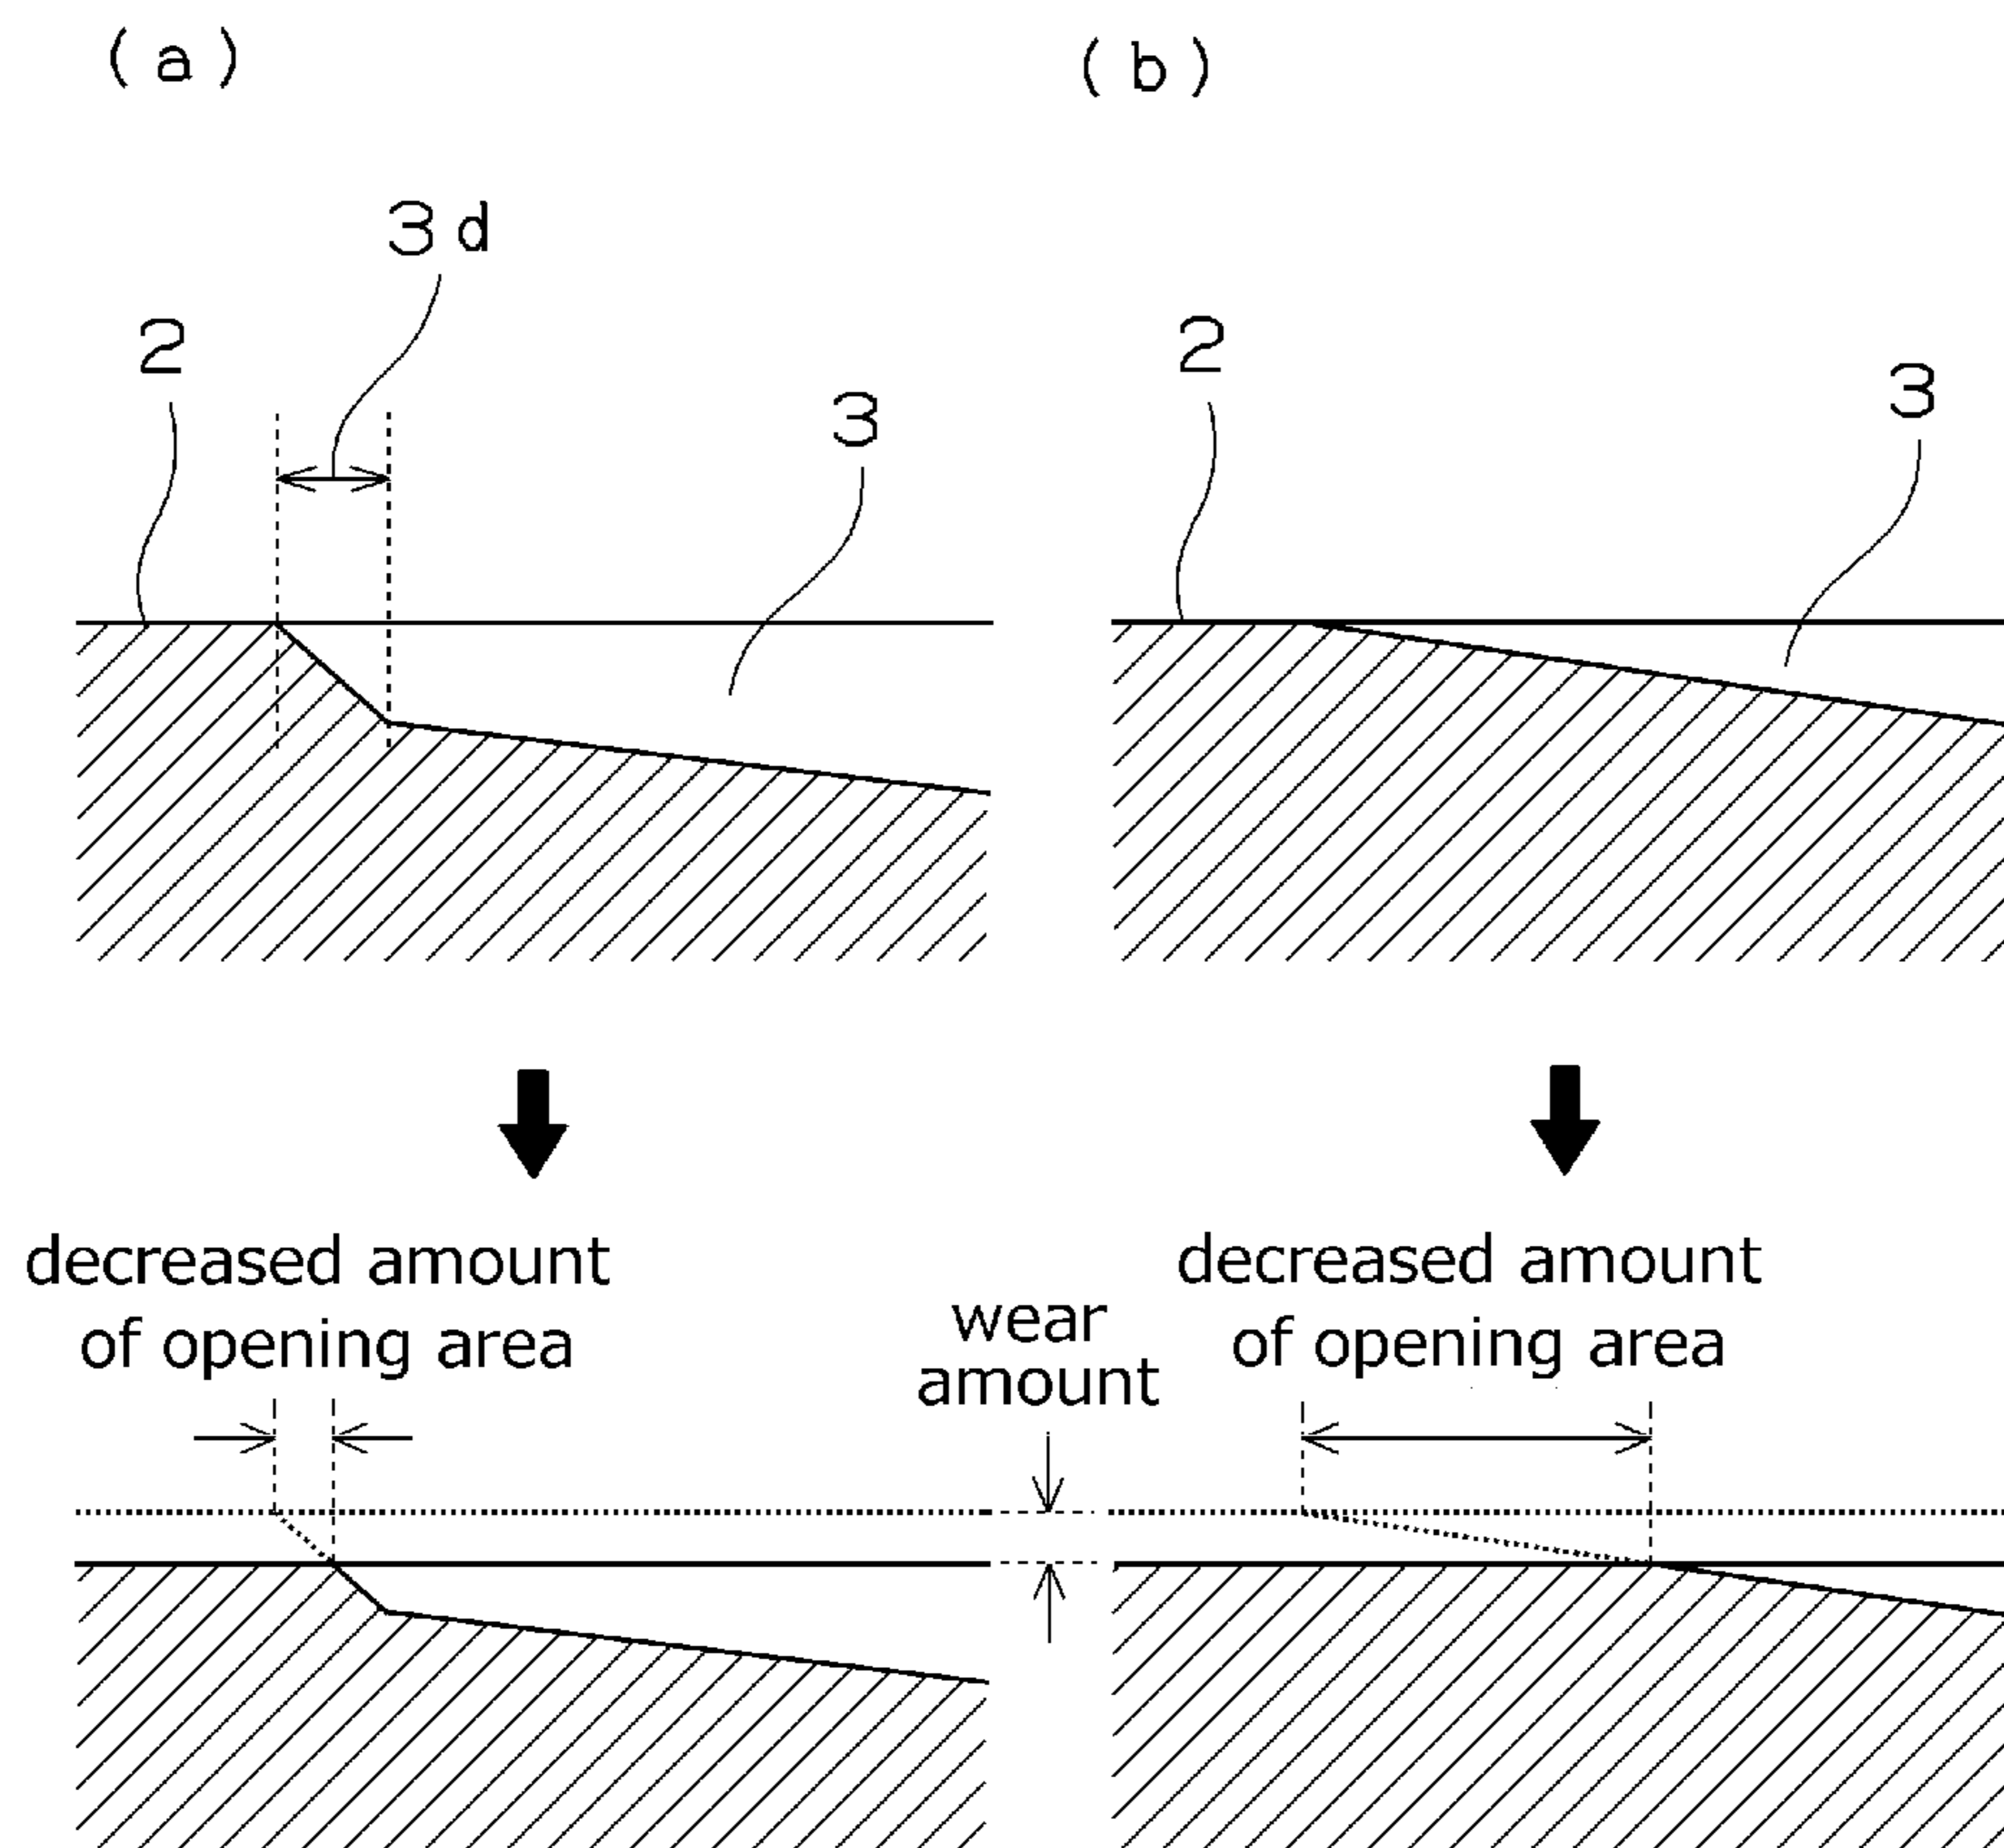 (a)
(b)
3d
2
3
2
3
decreased amount
of opening area
wear
amount
decreased amount
of opening area